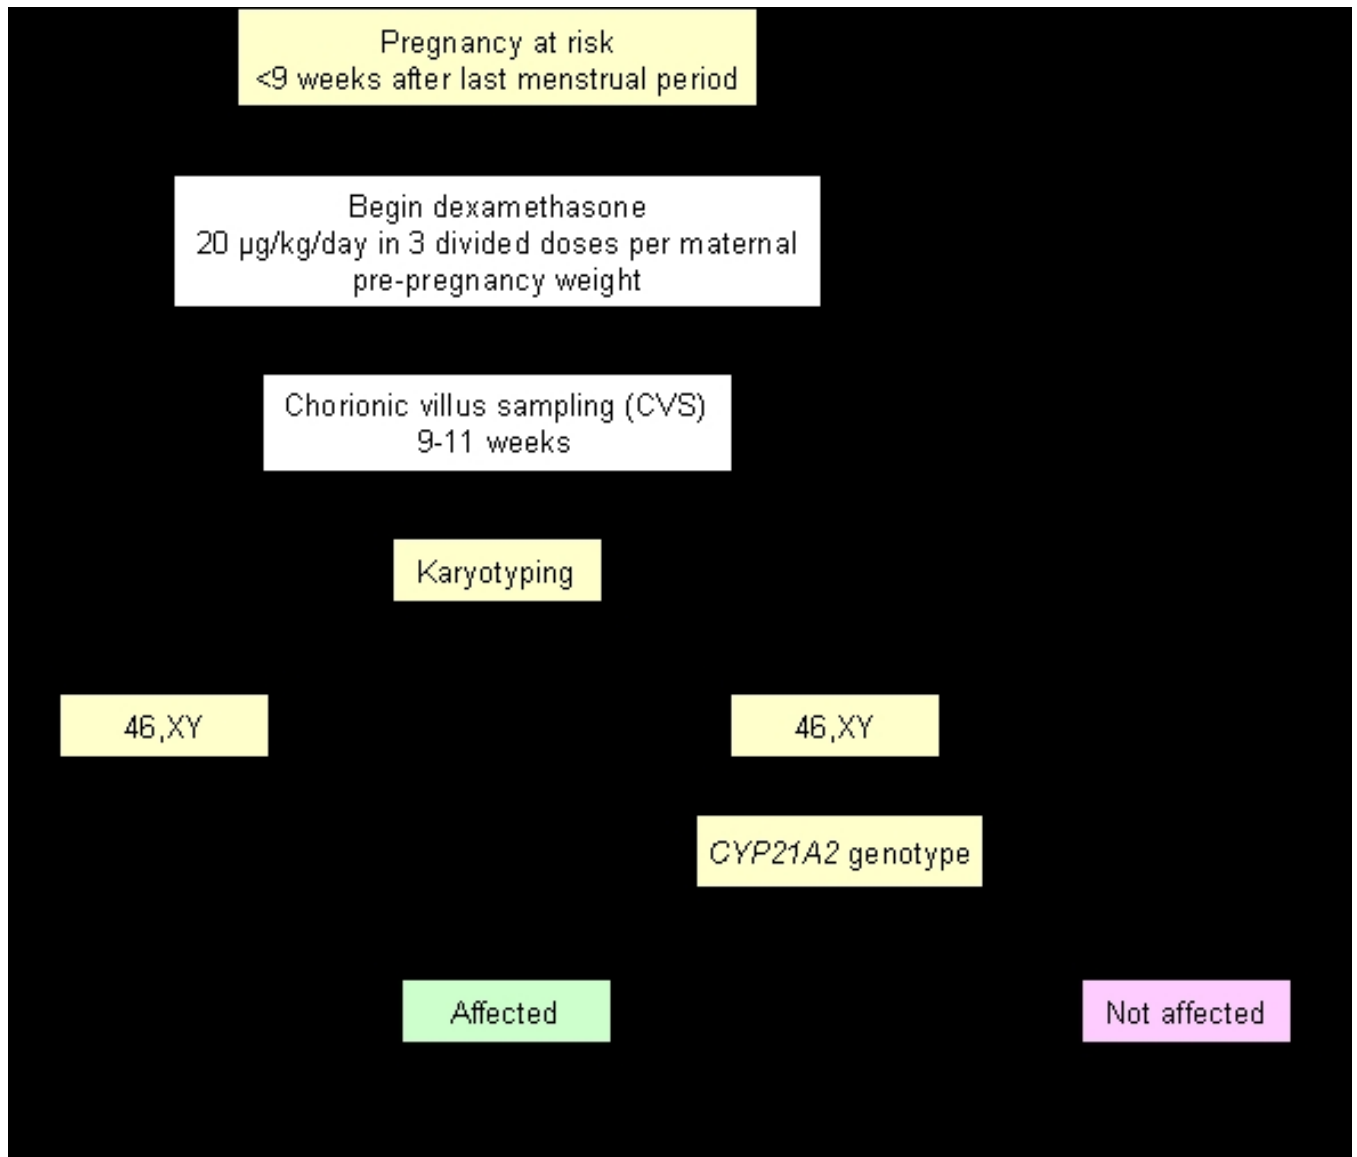 Pregnancy at risk
<9 weeks after last menstrual period
Begin dexamethasone
20 µg/kg/day in 3 divided doses per maternal
pre-pregnancy weight
Chorionic villus sampling (CVS)
9-11 weeks
Karyotyping
46,XY
46,XY
CYP21A2 genotype
Affected
Not affected